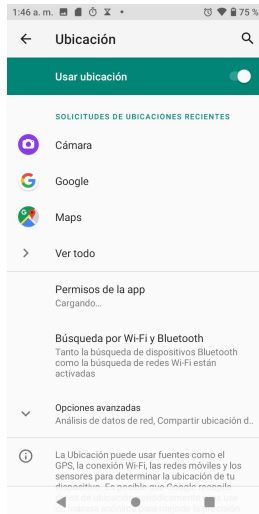 1:46 a. m. 75 %
Ubicación
Usar ubicación
SOLICITUDES DE UBICACIONES RECIENTES
Cámara
Google
Maps
Ver todo
Permisos de la app
Cargando…
Búsqueda por Wi-Fi y Bluetooth
Tanto la búsqueda de dispositivos Bluetooth
como la búsqueda de redes Wi-Fi están
activadas
Opciones avanzadas
Análisis de datos de red, Compartir ubicación d..
La Ubicación puede usar fuentes como el
GPS, la conexión Wi-Fi, las redes móviles y los
sensores para determinar la ubicación de tu
dispositivo. Es posible que Google recopile